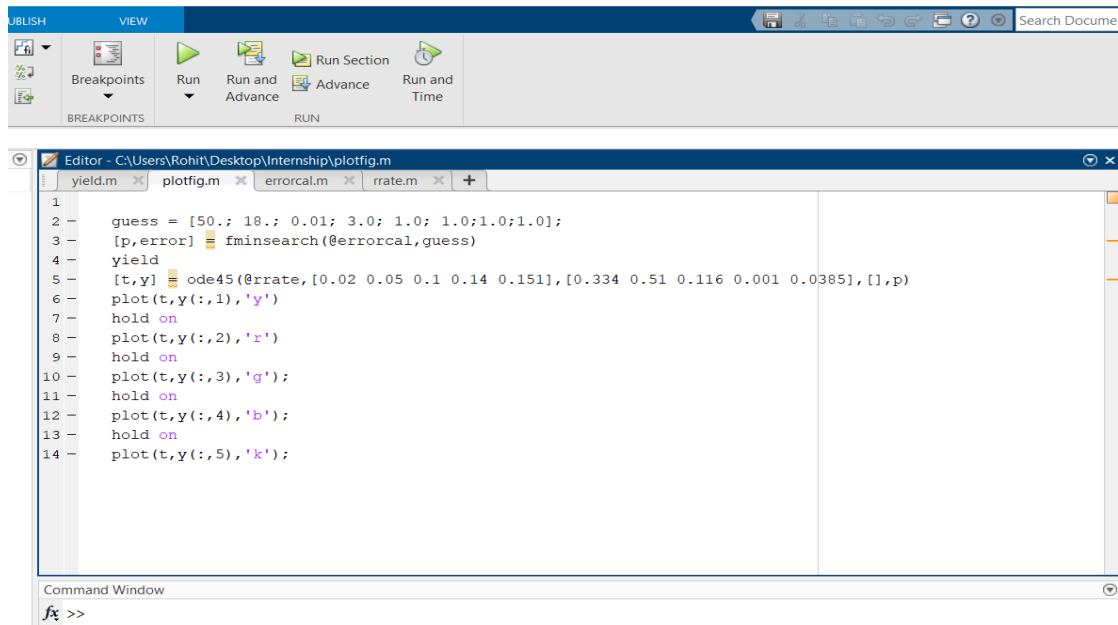 UBLISH VIEW Search Docume
fi
Breakpoints Run Run and Advance Run Section Advance Run and Time
BREAKPOINTS RUN
Editor - C:\Users\Rohit\Desktop\Internship\plotfig.m
yield.m plotfig.m errorcal.m rrate.m +
1
2 - guess = [50.; 18.; 0.01; 3.0; 1.0; 1.0;1.0;1.0];
3 - [p,error] = fminsearch(@errorcal,guess)
4 - yield
5 - [t,y] = ode45(@rrate,[0.02 0.05 0.1 0.14 0.151],[0.334 0.51 0.116 0.001 0.0385],[],p)
6 - plot(t,y(:,1),'y')
7 - hold on
8 - plot(t,y(:,2),'r')
9 - hold on
10 - plot(t,y(:,3),'g');
11 - hold on
12 - plot(t,y(:,4),'b');
13 - hold on
14 - plot(t,y(:,5),'k');
Command Window
fx >>